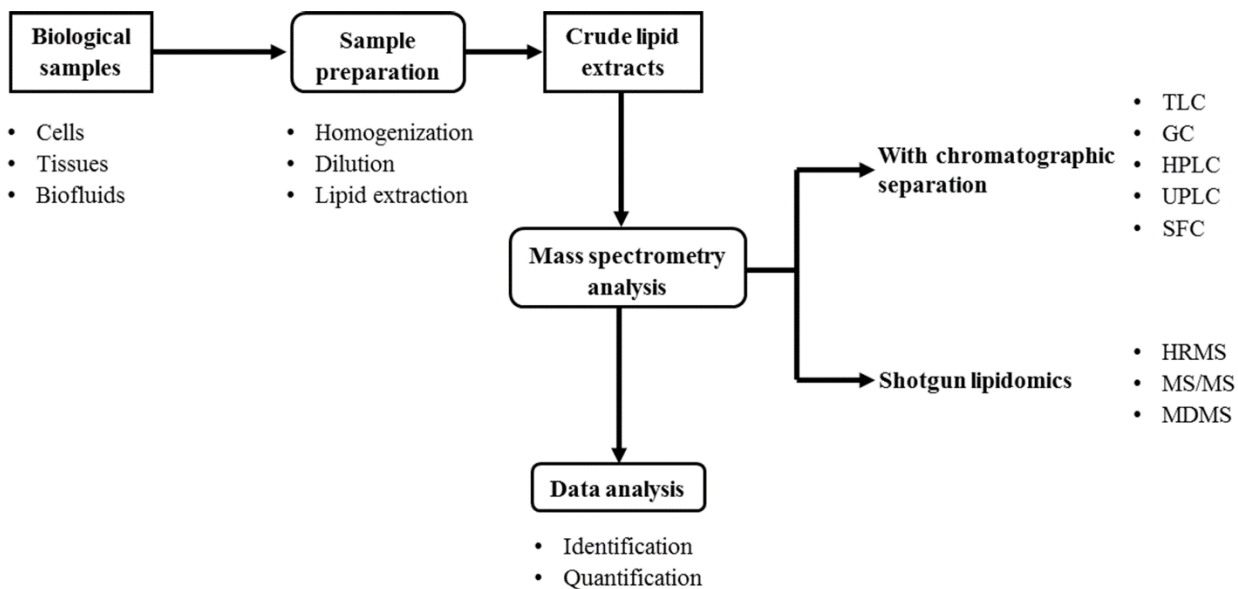 Biological
samples
Sample
preparation
Crude lipid
extracts
• Cells
• Tissues
• Biofluids
• Homogenization
• Dilution
• Lipid extraction
With chromatographic
separation
• TLC
• GC
• HPLC
• UPLC
• SFC
Mass spectrometry
analysis
Shotgun lipidomics
• HRMS
• MS/MS
• MDMS
Data analysis
• Identification
• Quantification